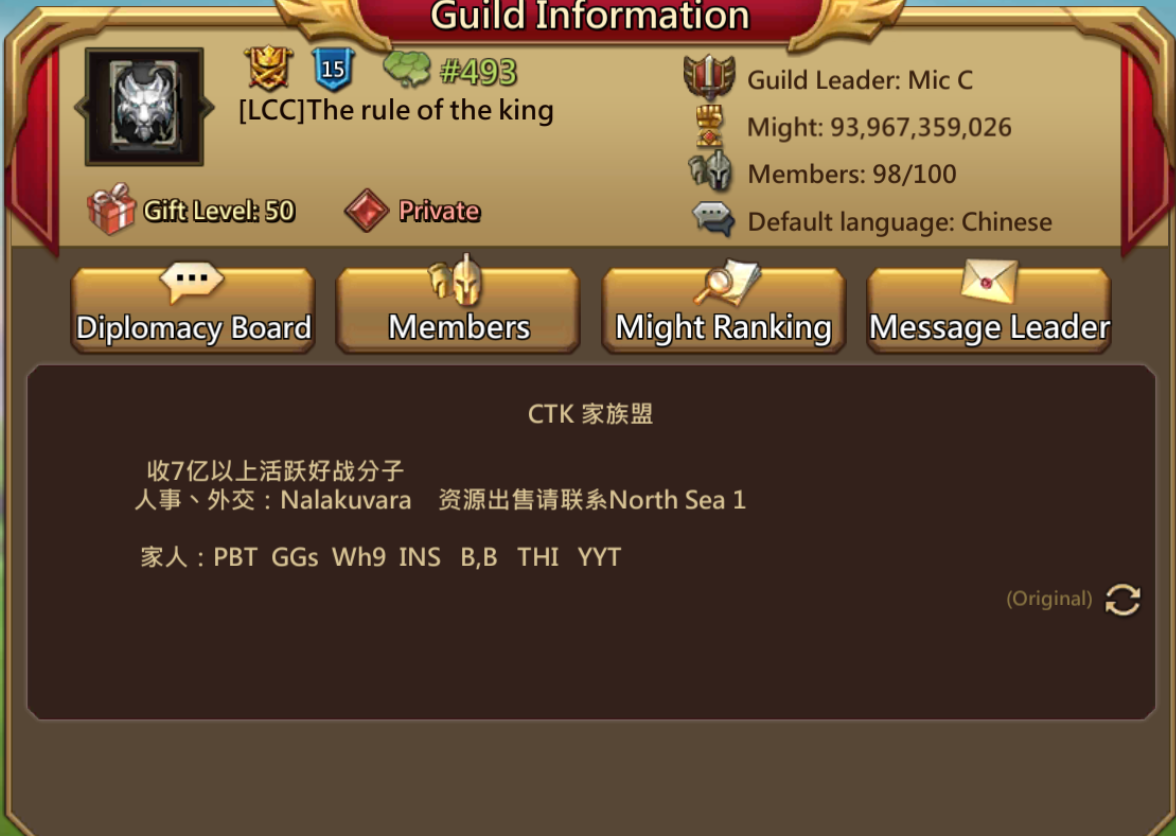 Guild Information
15 #493
[LCC]The rule of the king
Gift Level: 50 Private
Guild Leader: Mic C
Might: 93,967,359,026
Members: 98/100
Default language: Chinese
Diplomacy Board Members Might Ranking Message Leader
CTK 家族盟
收7亿以上活跃好战分子
人事丶外交：Nalakuvara 资源出售请联系North Sea 1
家人：PBT GGs Wh9 INS B,B THI YYT
(Original)